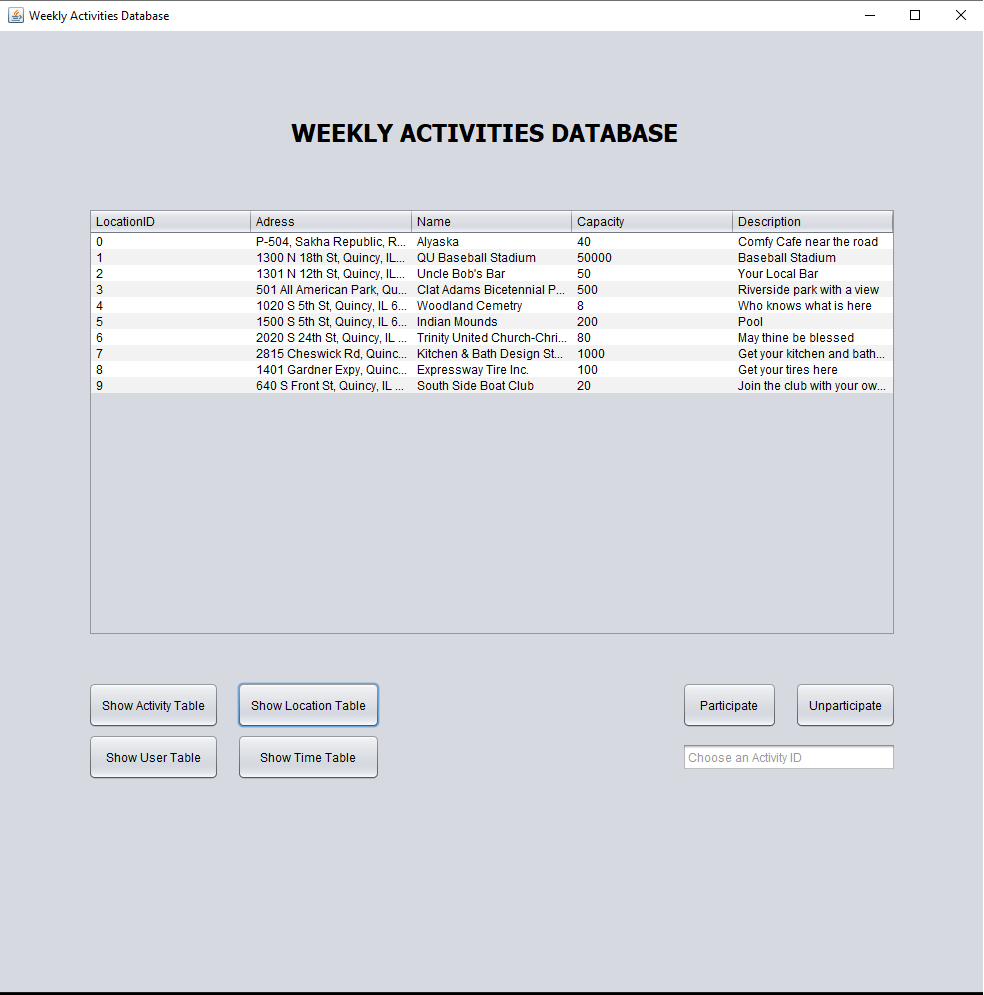 Weekly Activities Database
WEEKLY ACTIVITIES DATABASE
LocationID Adress Name Capacity Description
0 P-504, Sakha Republic, R... Alyaska 40 Comfy Cafe near the road
1 1300 N 18th St, Quincy, IL... QU Baseball Stadium 50000 Baseball Stadium
2 1301 N 12th St, Quincy, IL... Uncle Bob's Bar 50 Your Local Bar
3 501 All American Park, Qu... Clat Adams Bicetennial P... 500 Riverside park with a view
4 1020 S 5th St, Quincy, IL 6... Woodland Cemetry 8 Who knows what is here
5 1500 S 5th St, Quincy, IL 6... Indian Mounds 200 Pool
6 2020 S 24th St, Quincy, IL ... Trinity United Church-Chri... 80 May thine be blessed
7 2815 Cheswick Rd, Quinc... Kitchen & Bath Design St... 1000 Get your kitchen and bath...
8 1401 Gardner Expy, Quinc... Expressway Tire Inc. 100 Get your tires here
9 640 S Front St, Quincy, IL ... South Side Boat Club 20 Join the club with your ow...
Show Activity Table Show Location Table Participate Unparticipate
Show User Table Show Time Table Choose an Activity ID